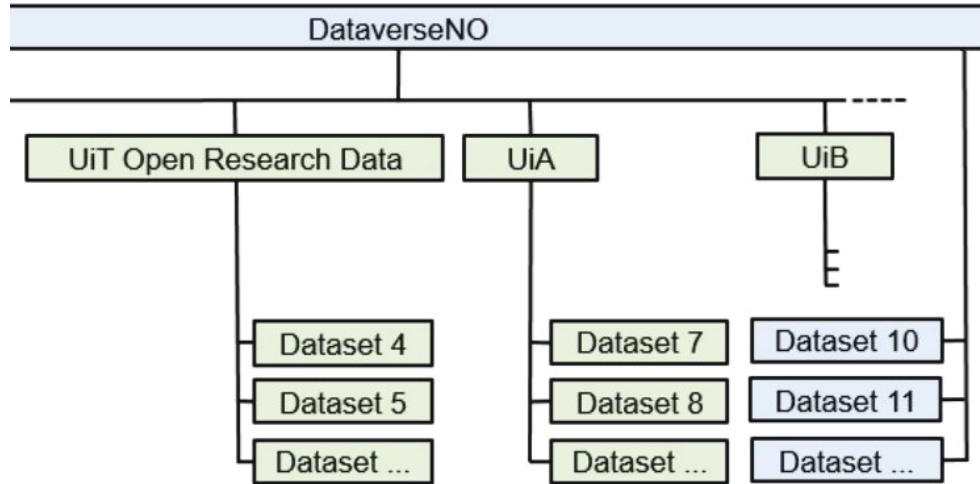 DataverseNO
UiT Open Research Data
UiA
UiB
Dataset 4
Dataset 7
Dataset 10
Dataset 5
Dataset 8
Dataset 11
Dataset ...
Dataset ...
Dataset ...